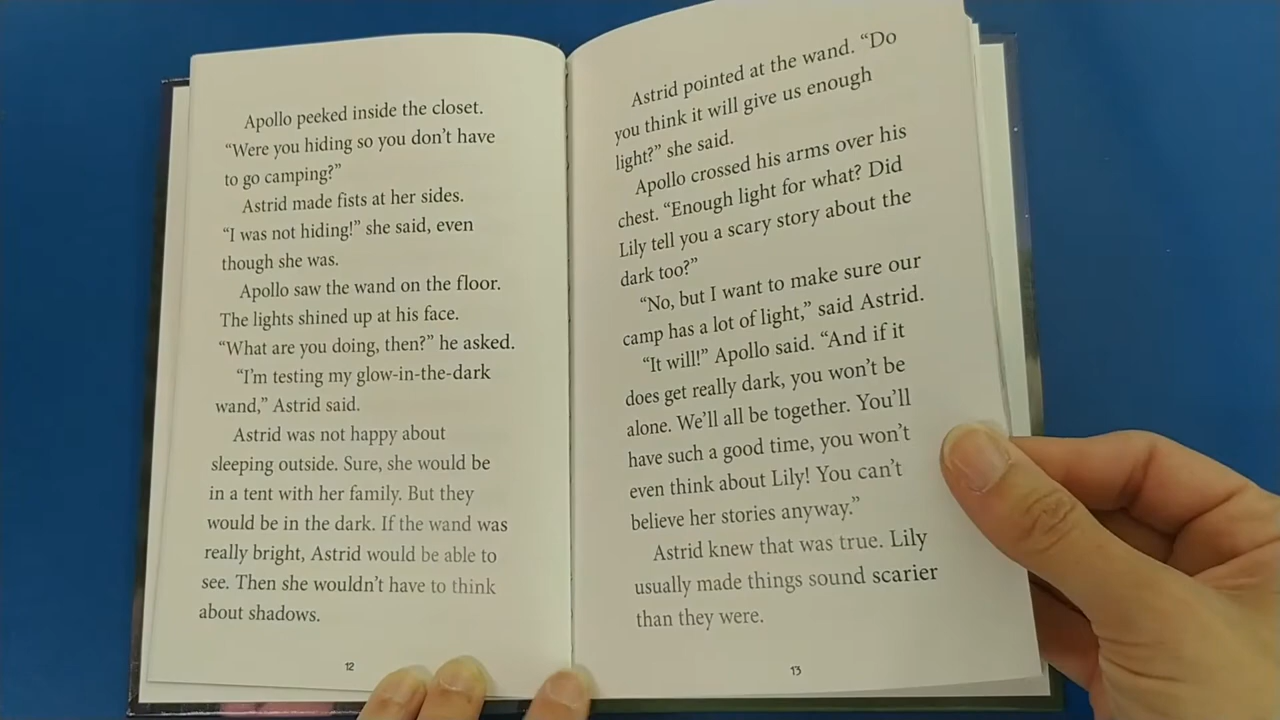 Apollo peeked inside the closet.
“Were you hiding so you don’t have
to go camping?”
Astrid made fists at her sides.
“I was not hiding!” she said, even
though she was.
Apollo saw the wand on the floor.
The lights shined up at his face.
“What are you doing, then?” he asked.
“I’m testing my glow-in-the-dark
wand,” Astrid said.
Astrid was not happy about
sleeping outside. Sure, she would be
in a tent with her family. But they
would be in the dark. If the wand was
really bright, Astrid would be able to
see. Then she wouldn’t have to think
about shadows.
12
Astrid pointed at the wand. “Do
you think it will give us enough
light?” she said.
Apollo crossed his arms over his
chest. “Enough light for what? Did
Lily tell you a scary story about the
dark too?”
“No, but I want to make sure our
camp has a lot of light,” said Astrid.
“It will!” Apollo said. “And if it
does get really dark, you won’t be
alone. We’ll all be together. You’ll
have such a good time, you won’t
even think about Lily! You can’t
believe her stories anyway.”
Astrid knew that was true. Lily
usually made things sound scarier
than they were.
13